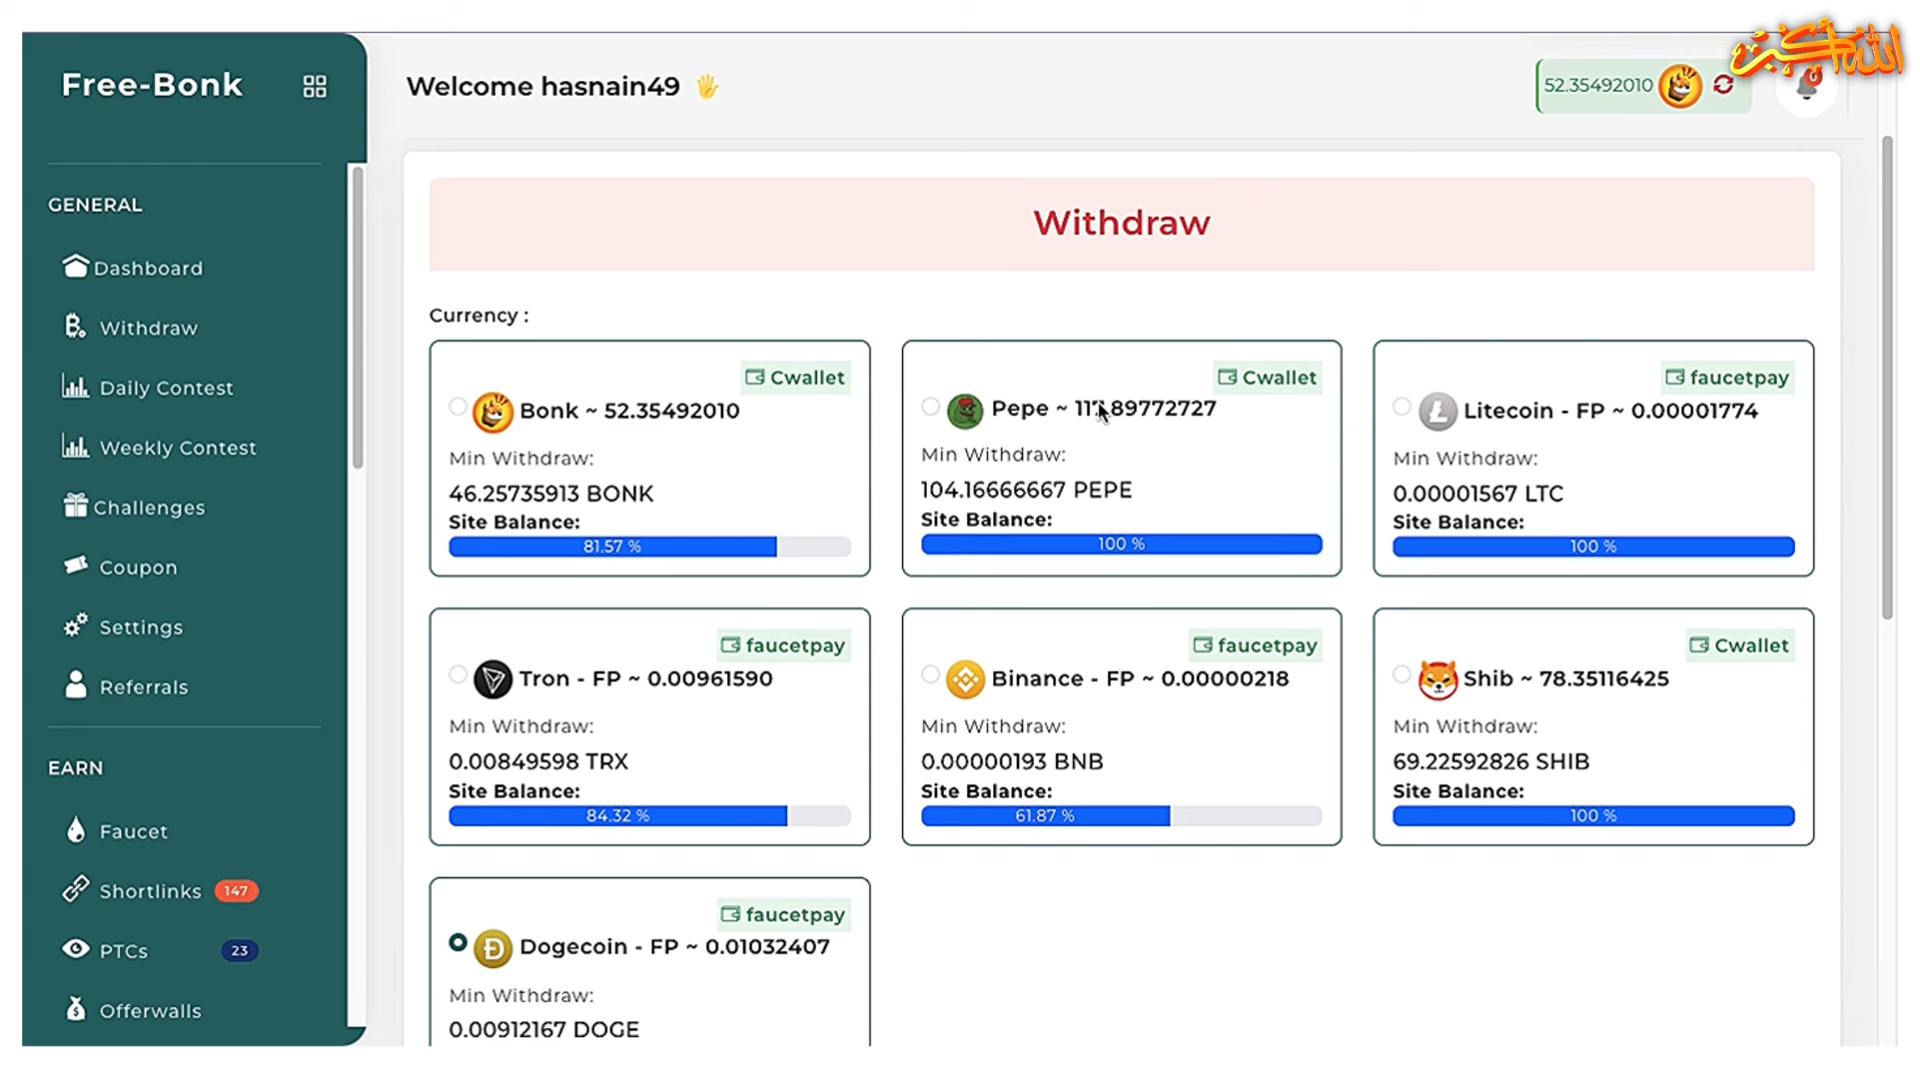 Free-Bonk
Welcome hasnain49
52.35492010
الله أكبر
GENERAL
Dashboard
Withdraw
Daily Contest
Weekly Contest
Challenges
Coupon
Settings
Referrals
EARN
Faucet
Shortlinks 147
PTCs 23
Offerwalls
Withdraw
Currency :
Cwallet
Bonk ~ 52.35492010
Min Withdraw:
46.25735913 BONK
Site Balance:
81.57 %
Cwallet
Pepe ~
Min Withdraw:
104.16666667 PEPE
Site Balance:
100 %
faucetpay
Litecoin - FP ~ 0.00001774
Min Withdraw:
0.00001567 LTC
Site Balance:
100 %
faucetpay
Tron - FP ~ 0.00961590
Min Withdraw:
0.00849598 TRX
Site Balance:
84.32 %
faucetpay
Binance - FP ~ 0.00000218
Min Withdraw:
0.00000193 BNB
Site Balance:
61.87 %
Cwallet
Shib ~ 78.35116425
Min Withdraw:
69.22592826 SHIB
Site Balance:
100 %
faucetpay
Dogecoin - FP ~ 0.01032407
Min Withdraw:
0.00912167 DOGE